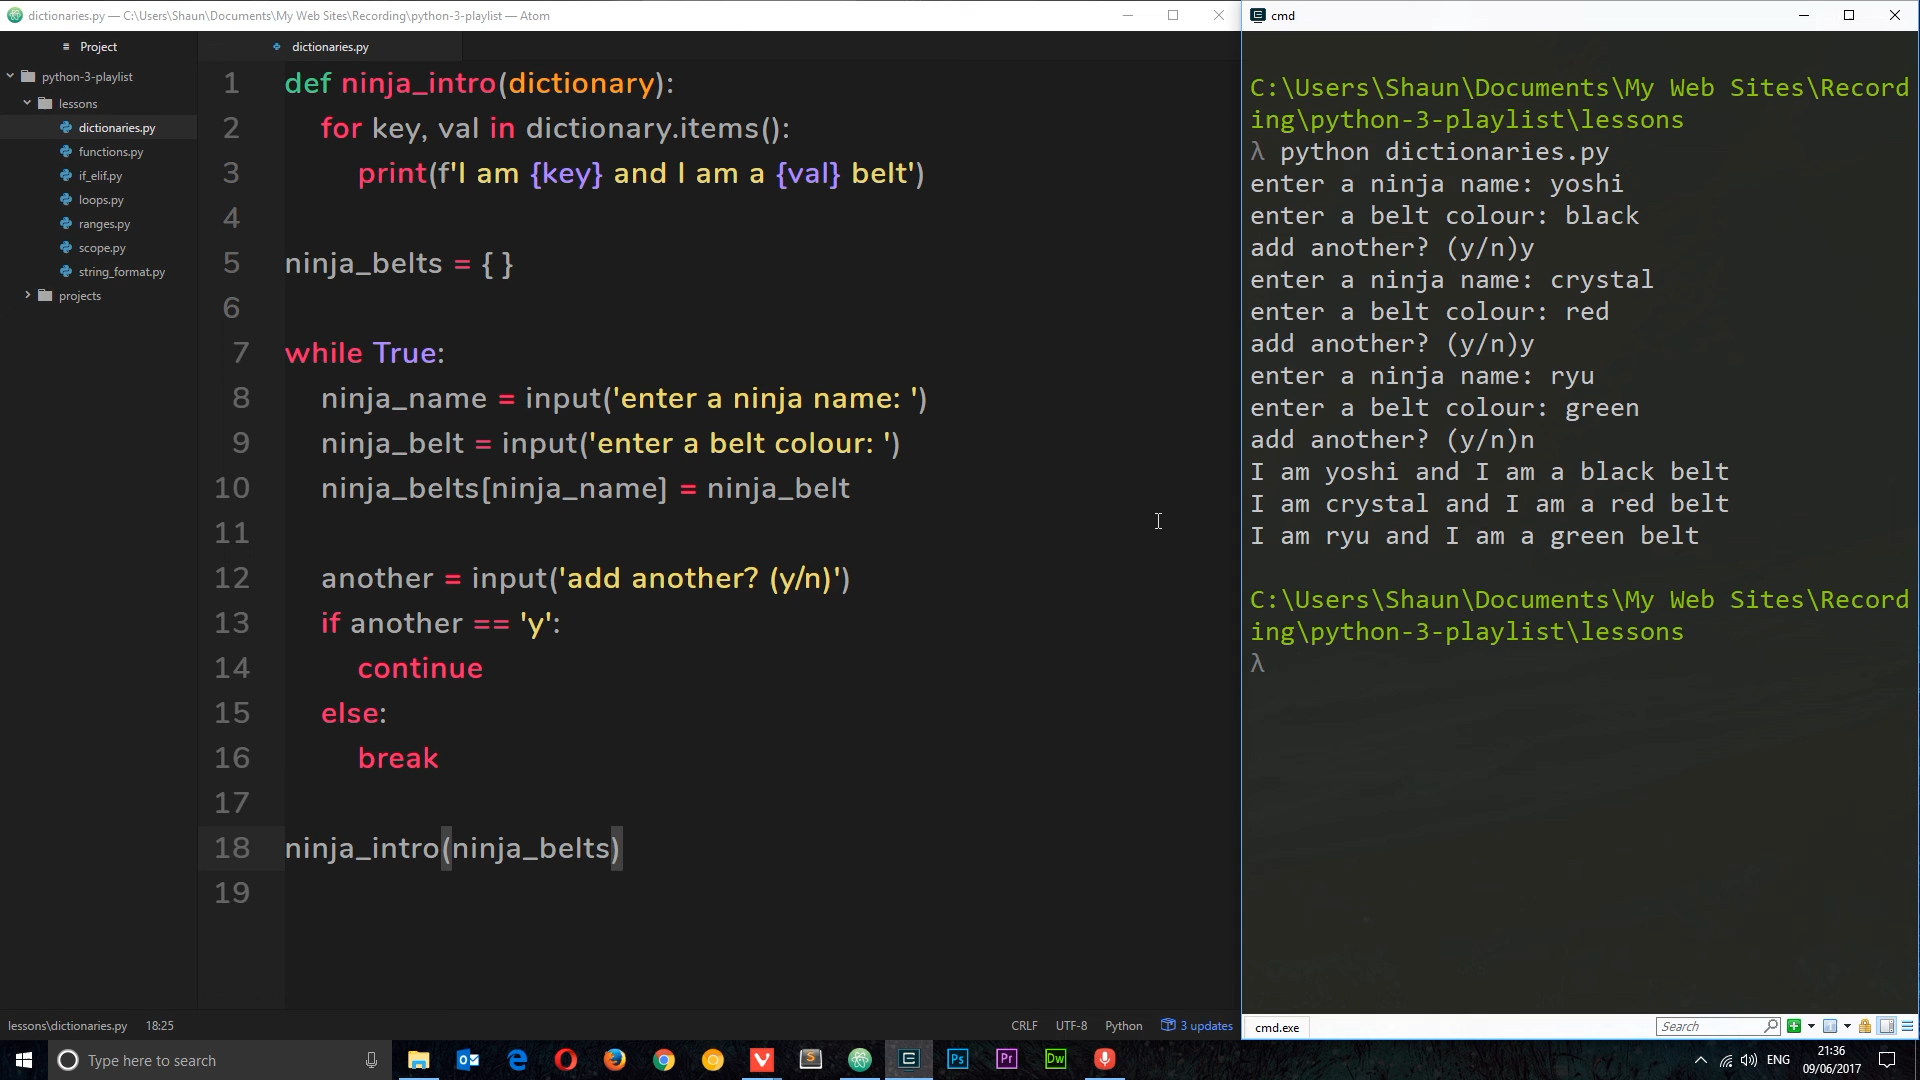 dictionaries.py — C:\Users\Shaun\Documents\My Web Sites\Recording\python-3-playlist — Atom
Project
python-3-playlist
lessons
dictionaries.py
functions.py
if_elif.py
loops.py
ranges.py
scope.py
string_format.py
projects
dictionaries.py
1 def ninja_intro(dictionary):
2 for key, val in dictionary.items():
3 print(f'I am {key} and I am a {val} belt')
4
5 ninja_belts = { }
6
7 while True:
8 ninja_name = input('enter a ninja name: ')
9 ninja_belt = input('enter a belt colour: ')
10 ninja_belts[ninja_name] = ninja_belt
11
12 another = input('add another? (y/n)')
13 if another == 'y':
14 continue
15 else:
16 break
17
18 ninja_intro(ninja_belts)
19
lessons\dictionaries.py 18:25
CRLF UTF-8 Python 3 updates
cmd
C:\Users\Shaun\Documents\My Web Sites\Record
ing\python-3-playlist\lessons
λ python dictionaries.py
enter a ninja name: yoshi
enter a belt colour: black
add another? (y/n)y
enter a ninja name: crystal
enter a belt colour: red
add another? (y/n)y
enter a ninja name: ryu
enter a belt colour: green
add another? (y/n)n
I am yoshi and I am a black belt
I am crystal and I am a red belt
I am ryu and I am a green belt
C:\Users\Shaun\Documents\My Web Sites\Record
ing\python-3-playlist\lessons
λ
cmd.exe
Search
Type here to search
Ps
Pr
Dw
ENG
21:36
09/06/2017